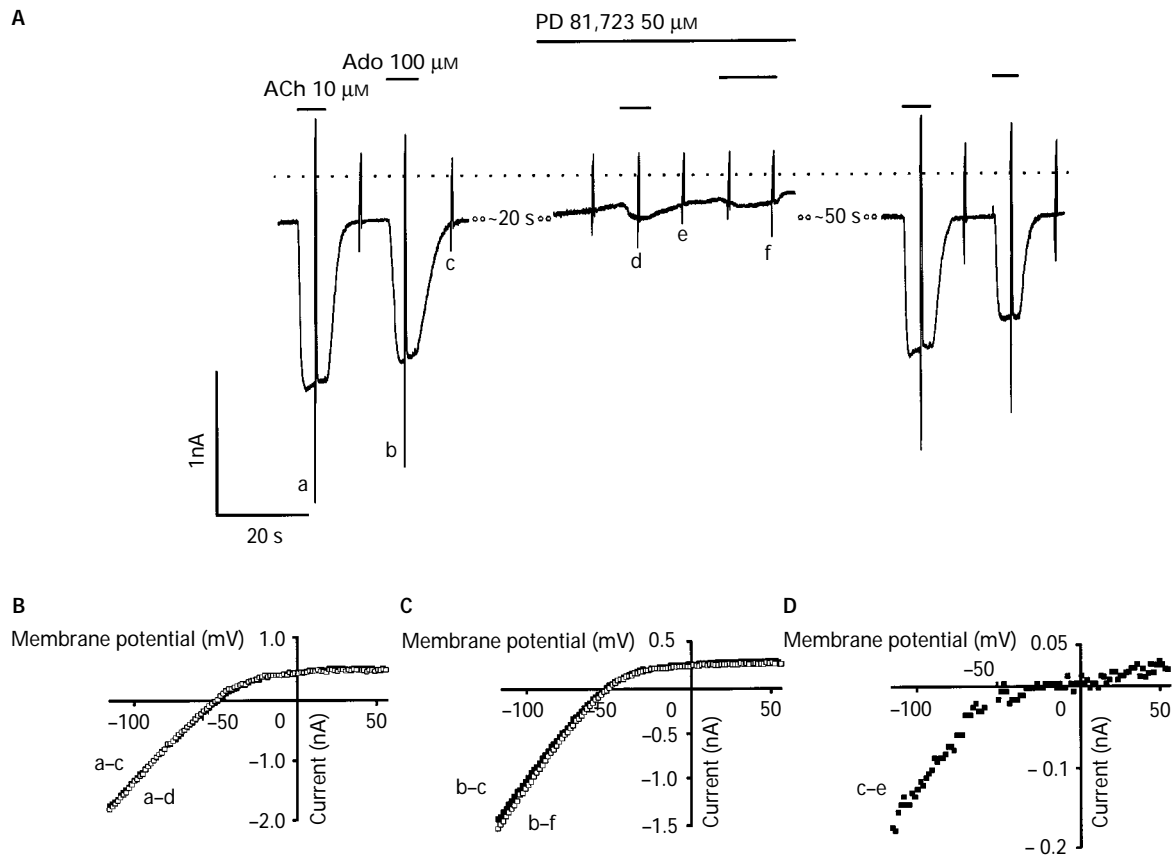 A
PD 81,723 50 μM
Ado 100 μM
ACh 10 μM
~20 s
~50 s
c
d
e
f
b
a
1nA
20 s
B
Membrane potential (mV)
1.0
−100
−50
0
50
−1.0
−2.0
Current (nA)
a–c
a–d
C
Membrane potential (mV)
0.5
−100
−50
0
50
−0.5
−1.0
−1.5
Current (nA)
b–c
b–f
D
Membrane potential (mV)
0.05
−50
−100
0
50
−0.1
−0.2
Current (nA)
c–e